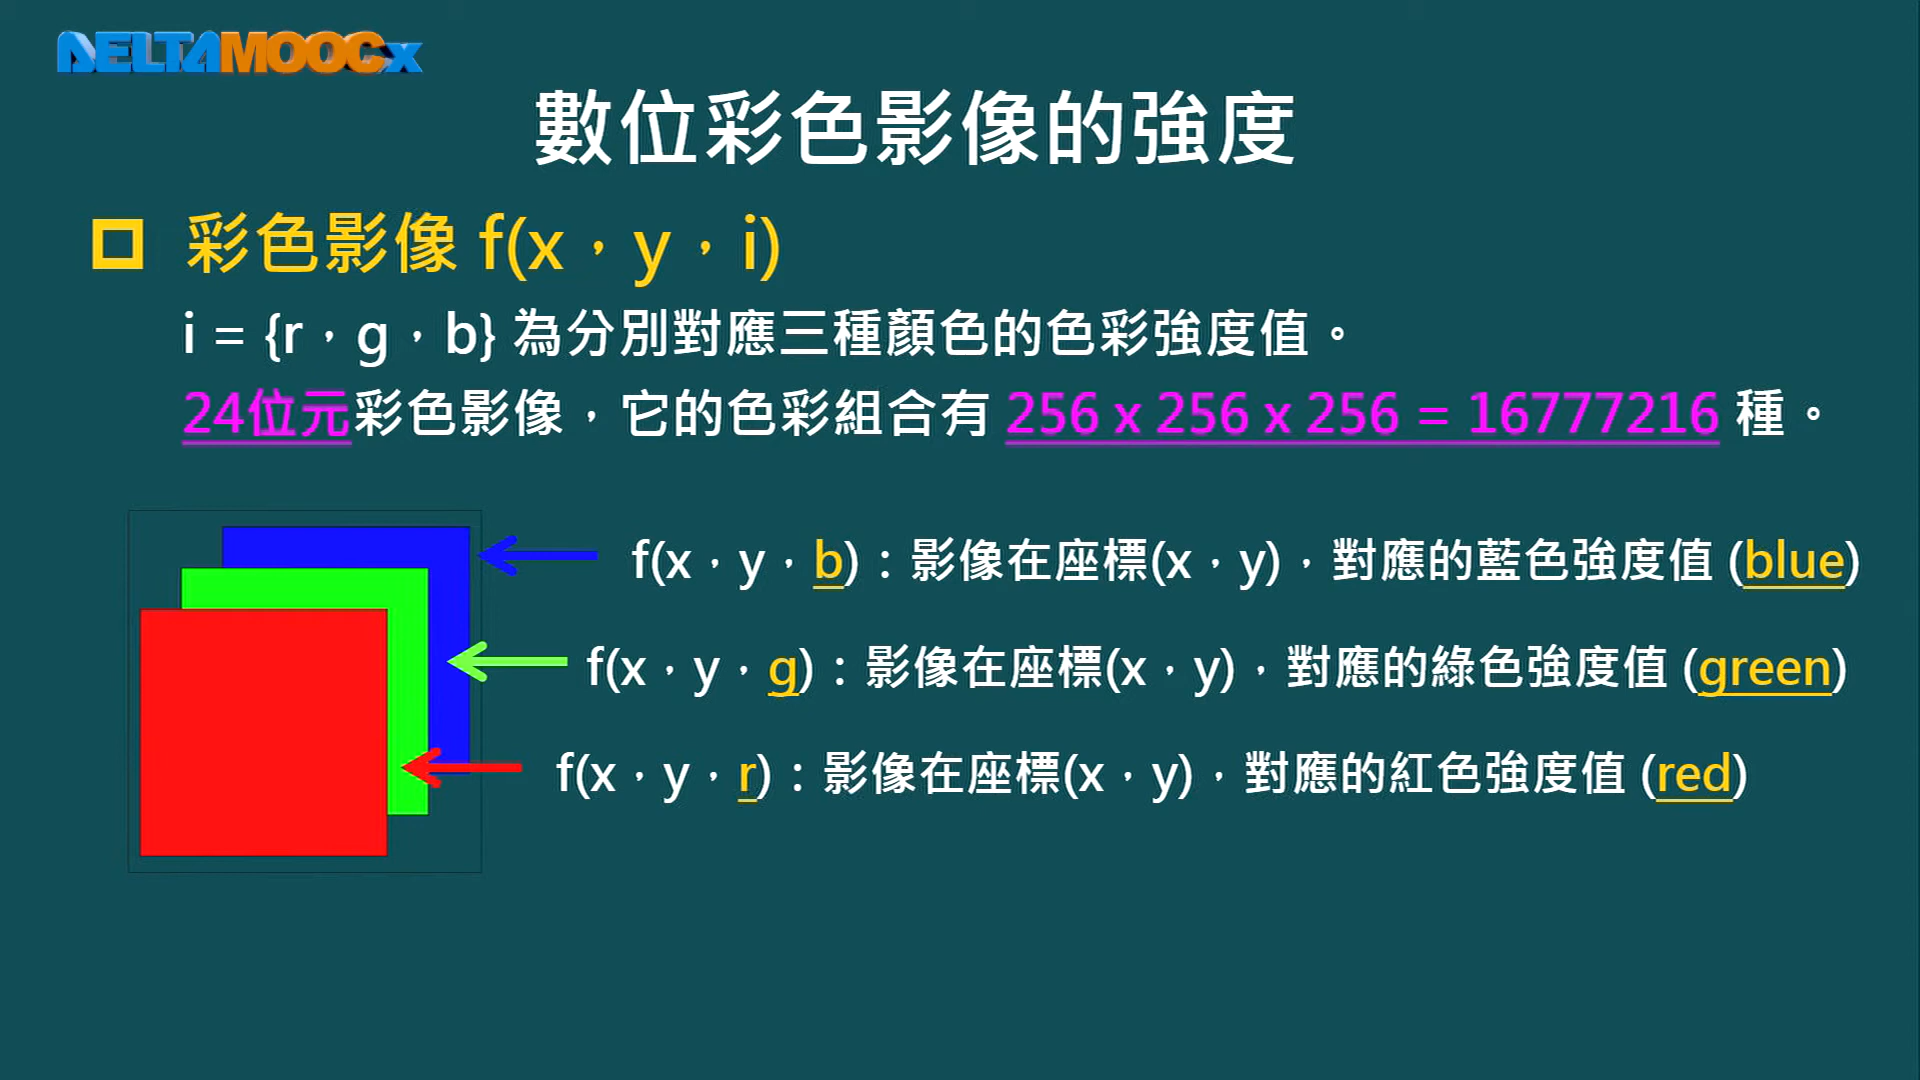 DELTAMOOCx
數位彩色影像的強度
彩色影像 f(x，y，i)
i = {r，g，b} 為分別對應三種顏色的色彩強度值。
24位元彩色影像，它的色彩組合有 256 x 256 x 256 = 16777216 種。
f(x，y，b)：影像在座標(x，y)，對應的藍色強度值 (blue)
f(x，y，g)：影像在座標(x，y)，對應的綠色強度值 (green)
f(x，y，r)：影像在座標(x，y)，對應的紅色強度值 (red)